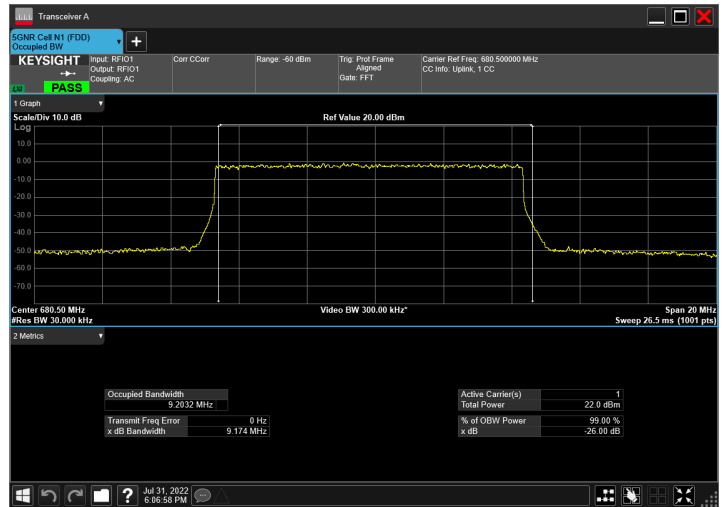 Transceiver A
5GNR Cell N1 (FDD)
Occupied BW
KEYSIGHT
Input: RFIO1
Output: RFIO1
Coupling: AC
Corr CCorr
Range: -60 dBm
Trig: Prot Frame
Aligned
Gate: FFT
Carrier Ref Freq: 680.500000 MHz
CC Info: Uplink, 1 CC
LXI
PASS
1 Graph
Scale/Div 10.0 dB
Ref Value 20.00 dBm
Log
10.0
0.00
-10.0
-20.0
-30.0
-40.0
-50.0
-60.0
-70.0
Center 680.50 MHz
Video BW 300.00 kHz*
Span 20 MHz
#Res BW 30.000 kHz
Sweep 26.5 ms (1001 pts)
2 Metrics
Occupied Bandwidth
9.2032 MHz
Transmit Freq Error 0 Hz
x dB Bandwidth 9.174 MHz
Active Carrier(s) 1
Total Power 22.0 dBm
% of OBW Power 99.00 %
x dB -26.00 dB
Jul 31, 2022
6:06:58 PM